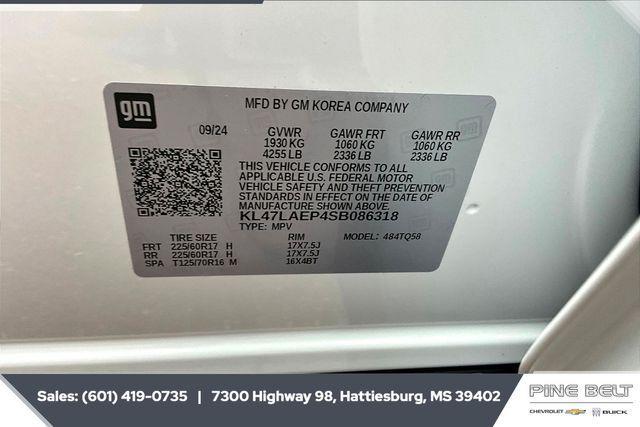 gm
MFD BY GM KOREA COMPANY
09/24 GVWR GAWR FRT GAWR RR
1930 KG 1060 KG 1060 KG
4255 LB 2336 LB 2336 LB
THIS VEHICLE CONFORMS TO ALL
APPLICABLE U.S. FEDERAL MOTOR
VEHICLE SAFETY AND THEFT PREVENTION
STANDARDS IN EFFECT ON THE DATE OF
MANUFACTURE SHOWN ABOVE.
KL47LAEP4SB086318
TYPE: MPV MODEL: 484TQ58
TIRE SIZE RIM
FRT 225/60R17 H 17X7.5J
RR 225/60R17 H 17X7.5J
SPA T125/70R16 M 16X4BT
Sales: (601) 419-0735 | 7300 Highway 98, Hattiesburg, MS 39402
PINE BELT
CHEVROLET BUICK